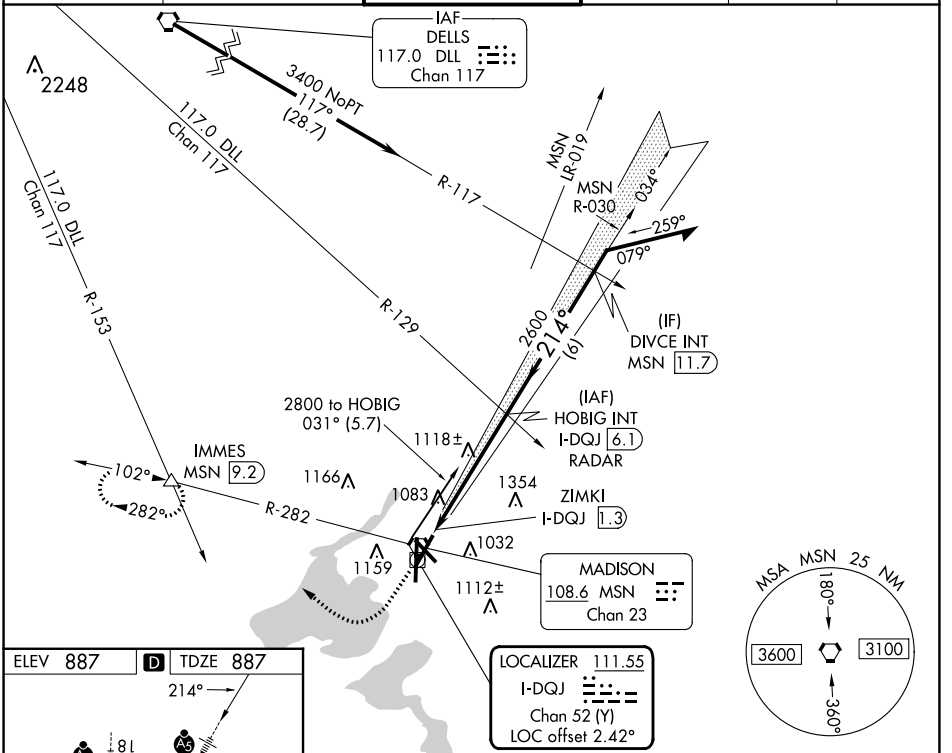 IAF
DELLS
117.0 DLL
Chan 117
2248
3400 NoPT
117°
(28.7)
117.0 DLL
Chan 117
R-117
MSN
LR-019
MSN
R-030
034°
259°
079°
117.0 DLL
Chan 117
R-153
R-129
2600
214°
(6)
(IF)
DIVCE INT
MSN 11.7
(IAF)
HOBIG INT
I-DQJ 6.1
RADAR
2800 to HOBIG
031° (5.7)
1118±
IMMES
MSN 9.2
102°
282°
R-282
1166
1083
1354
ZIMKI
I-DQJ 1.3
1159
1032
1112±
MADISON
108.6 MSN
Chan 23
LOCALIZER 111.55
I-DQJ
Chan 52 (Y)
LOC offset 2.42°
MSA MSN 25 NM
180°
3600
3100
360°
ELEV 887 D TDZE 887
214°
18
A5